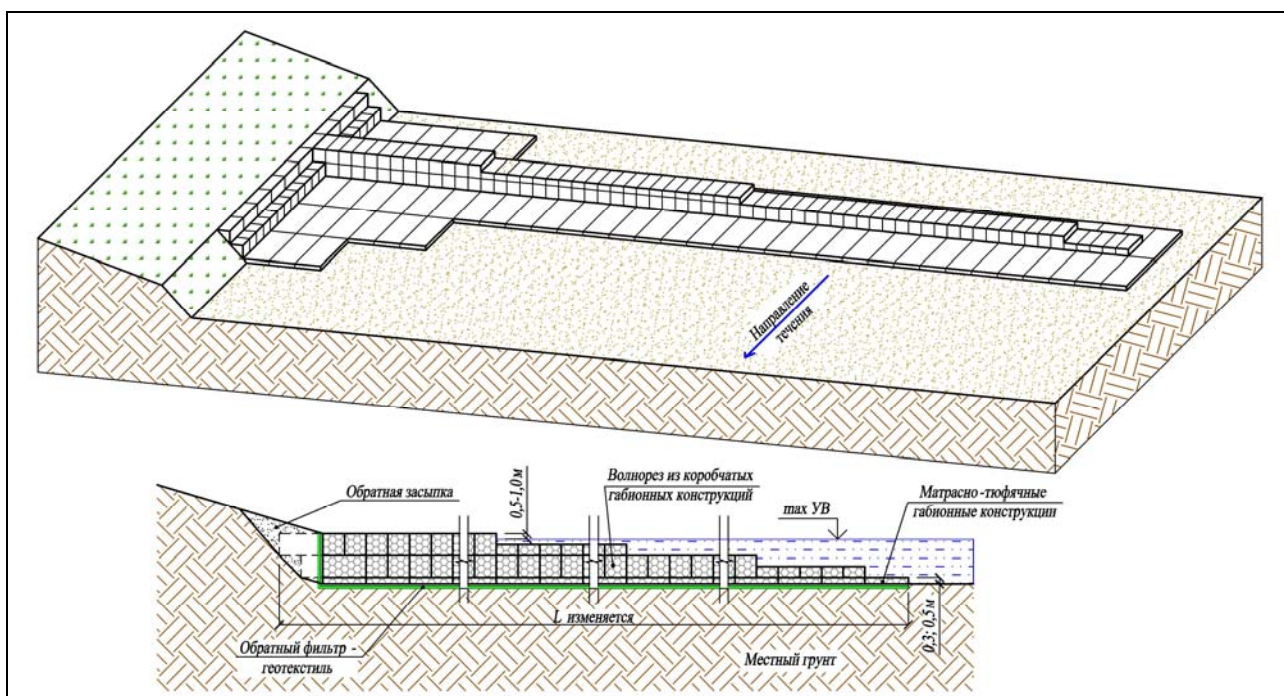 Направление
течения
Обратная засыпка
0,5-1,0м
Волнорез из коробчатых
габионных конструкций
max УВ
Матрасно-тюфячные
габионные конструкции
L изменяется
0,3; 0,5м
Обратный фильтр -
геотекстиль
Местный грунт